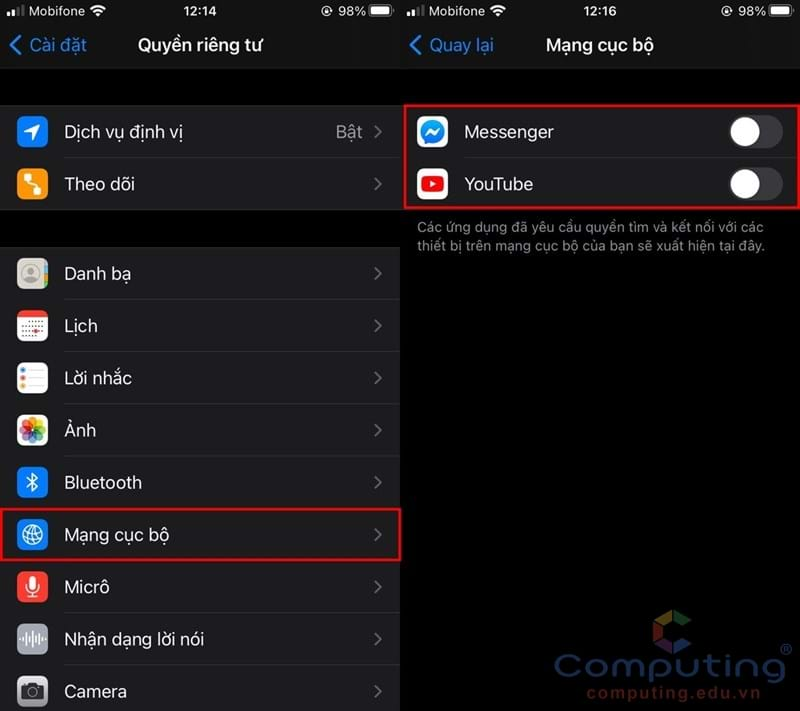 Mobifone 12:14 98%
Cài đặt Quyền riêng tư
Dịch vụ định vị Bật
Theo dõi
Danh bạ
Lịch
Lời nhắc
Ảnh
Bluetooth
Mạng cục bộ
Micrô
Nhận dạng lời nói
Camera
Mobifone 12:16 98%
Quay lại Mạng cục bộ
Messenger
YouTube
Các ứng dụng đã yêu cầu quyền tìm và kết nối với các
thiết bị trên mạng cục bộ của bạn sẽ xuất hiện tại đây.
Computing®
computing.edu.vn